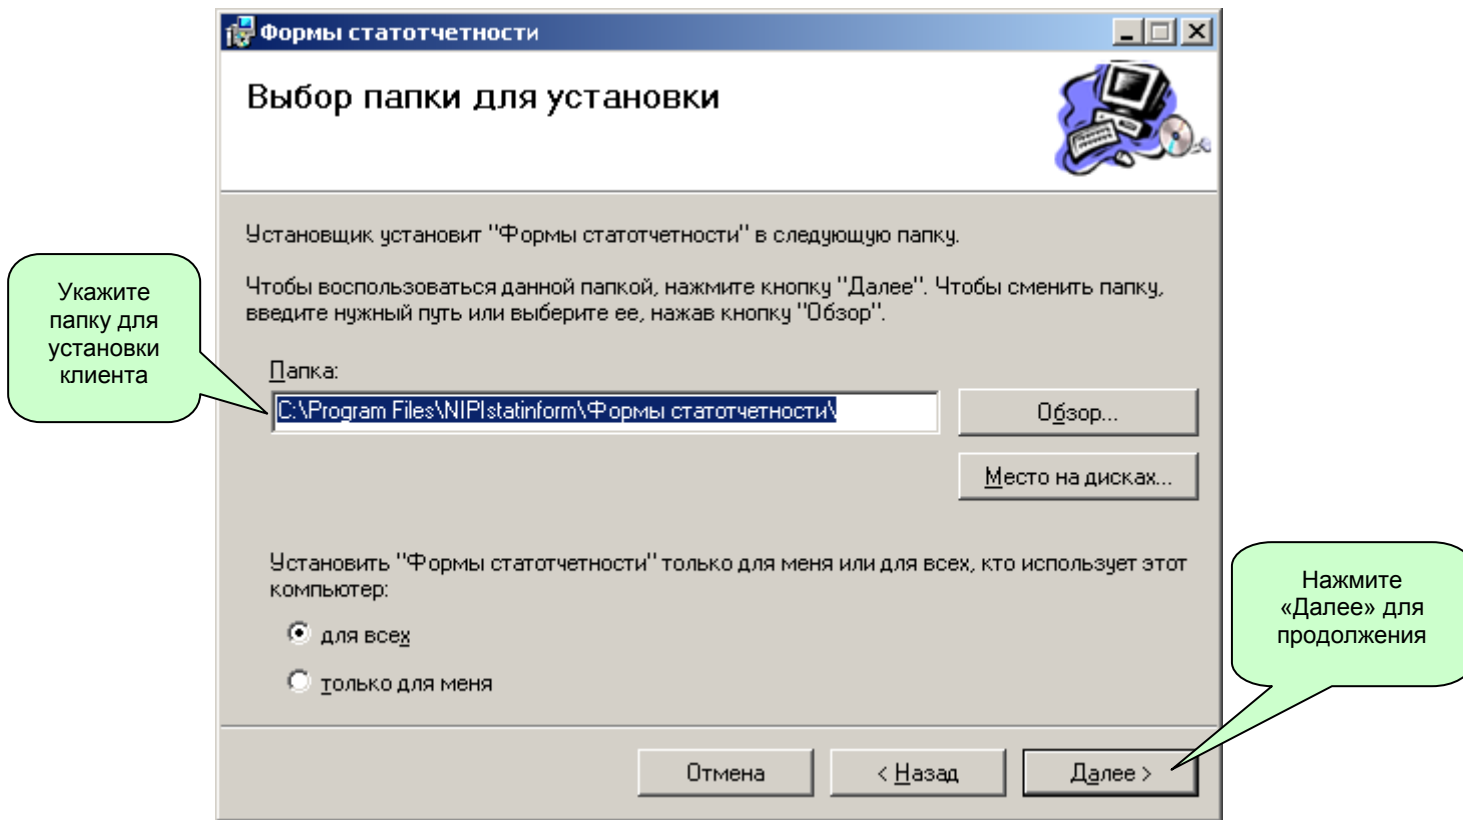 Формы статотчетности
Выбор папки для установки
Установщик установит "Формы статотчетности" в следующую папку.
Чтобы воспользоваться данной папкой, нажмите кнопку "Далее". Чтобы сменить папку,
введите нужный путь или выберите ее, нажав кнопку "Обзор".
Укажите
папку для
установки
клиента
Папка:
C:\Program Files\NIPIstatinform\Формы статотчетности\
Обзор...
Место на дисках...
Установить "Формы статотчетности" только для меня или для всех, кто использует этот
компьютер:
для всех
только для меня
Нажмите
«Далее» для
продолжения
Отмена
< Назад
Далее >